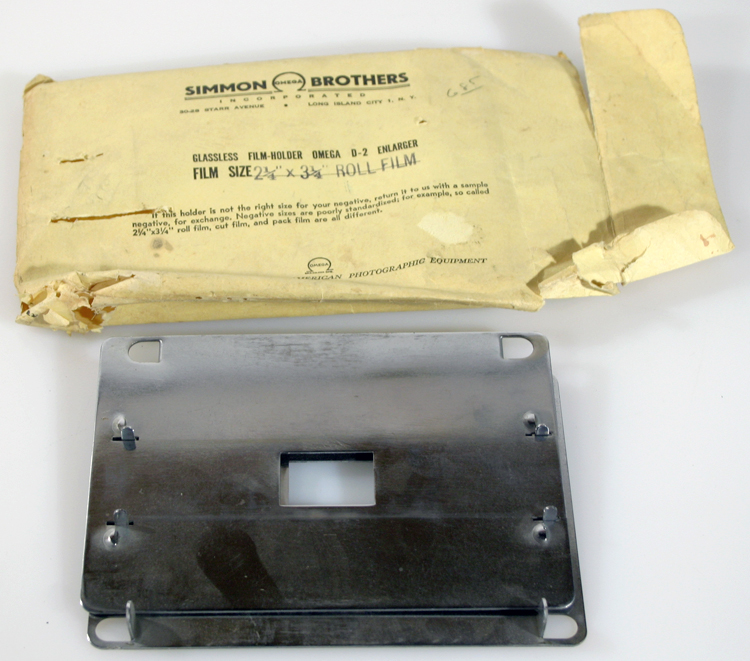 SIMMON OMEGA BROTHERS
INCORPORATED
LONG ISLAND CITY 1, N.Y.
GLASSLESS FILM-HOLDER OMEGA D-2 ENLARGER
FILM SIZE 2¼" x 3¼" ROLL FILM
If this holder is not the right size for your negative, return it to us with a sample
negative, for exchange. Negative sizes are poorly standardized; for example, so called
2¼"x3¼" roll film, cut film, and pack film are all different.
OMEGA
PHOTOGRAPHIC EQUIPMENT